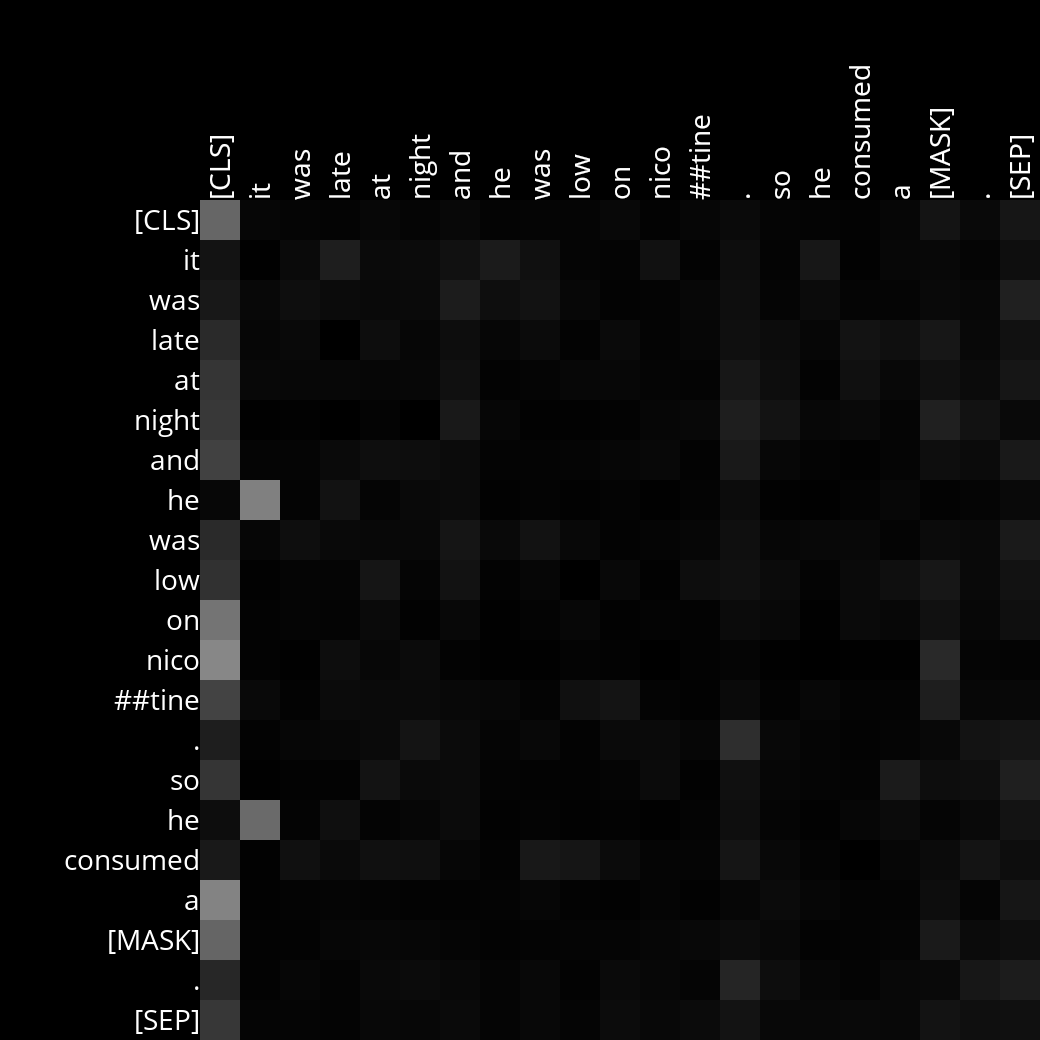 [CLS] it was late at night and he was low on nico ##tine . so he consumed a [MASK] . [SEP]
[CLS]
it
was
late
at
night
and
he
was
low
on
nico
##tine
.
so
he
consumed
a
[MASK]
.
[SEP]